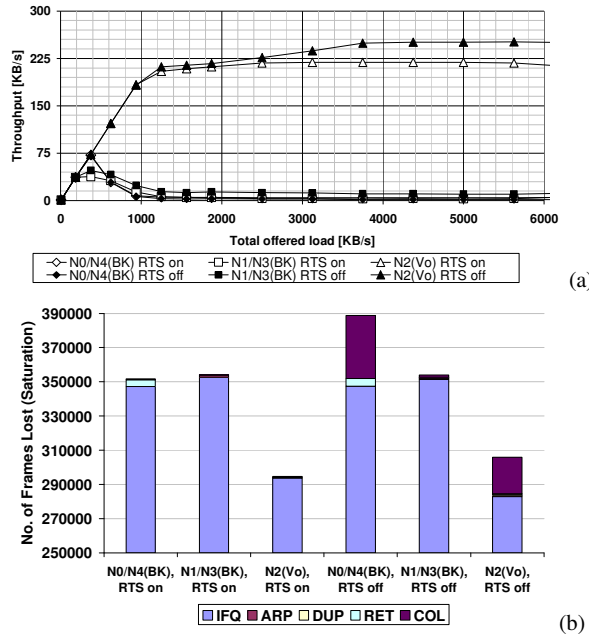 300
225
150
75
0
Throughput [KB/s]
0 1000 2000 3000 4000 5000 6000
Total offered load [KB/s]
N0/N4(BK) RTS on N1/N3(BK) RTS on N2(Vo) RTS on
N0/N4(BK) RTS off N1/N3(BK) RTS off N2(Vo) RTS off
(a)
390000
370000
350000
330000
310000
290000
270000
250000
No. of Frames Lost (Saturation)
N0/N4(BK), N1/N3(BK), N2(Vo), N0/N4(BK), N1/N3(BK), N2(Vo),
RTS on RTS on RTS on RTS off RTS off RTS off
IFQ ARP DUP RET COL
(b)